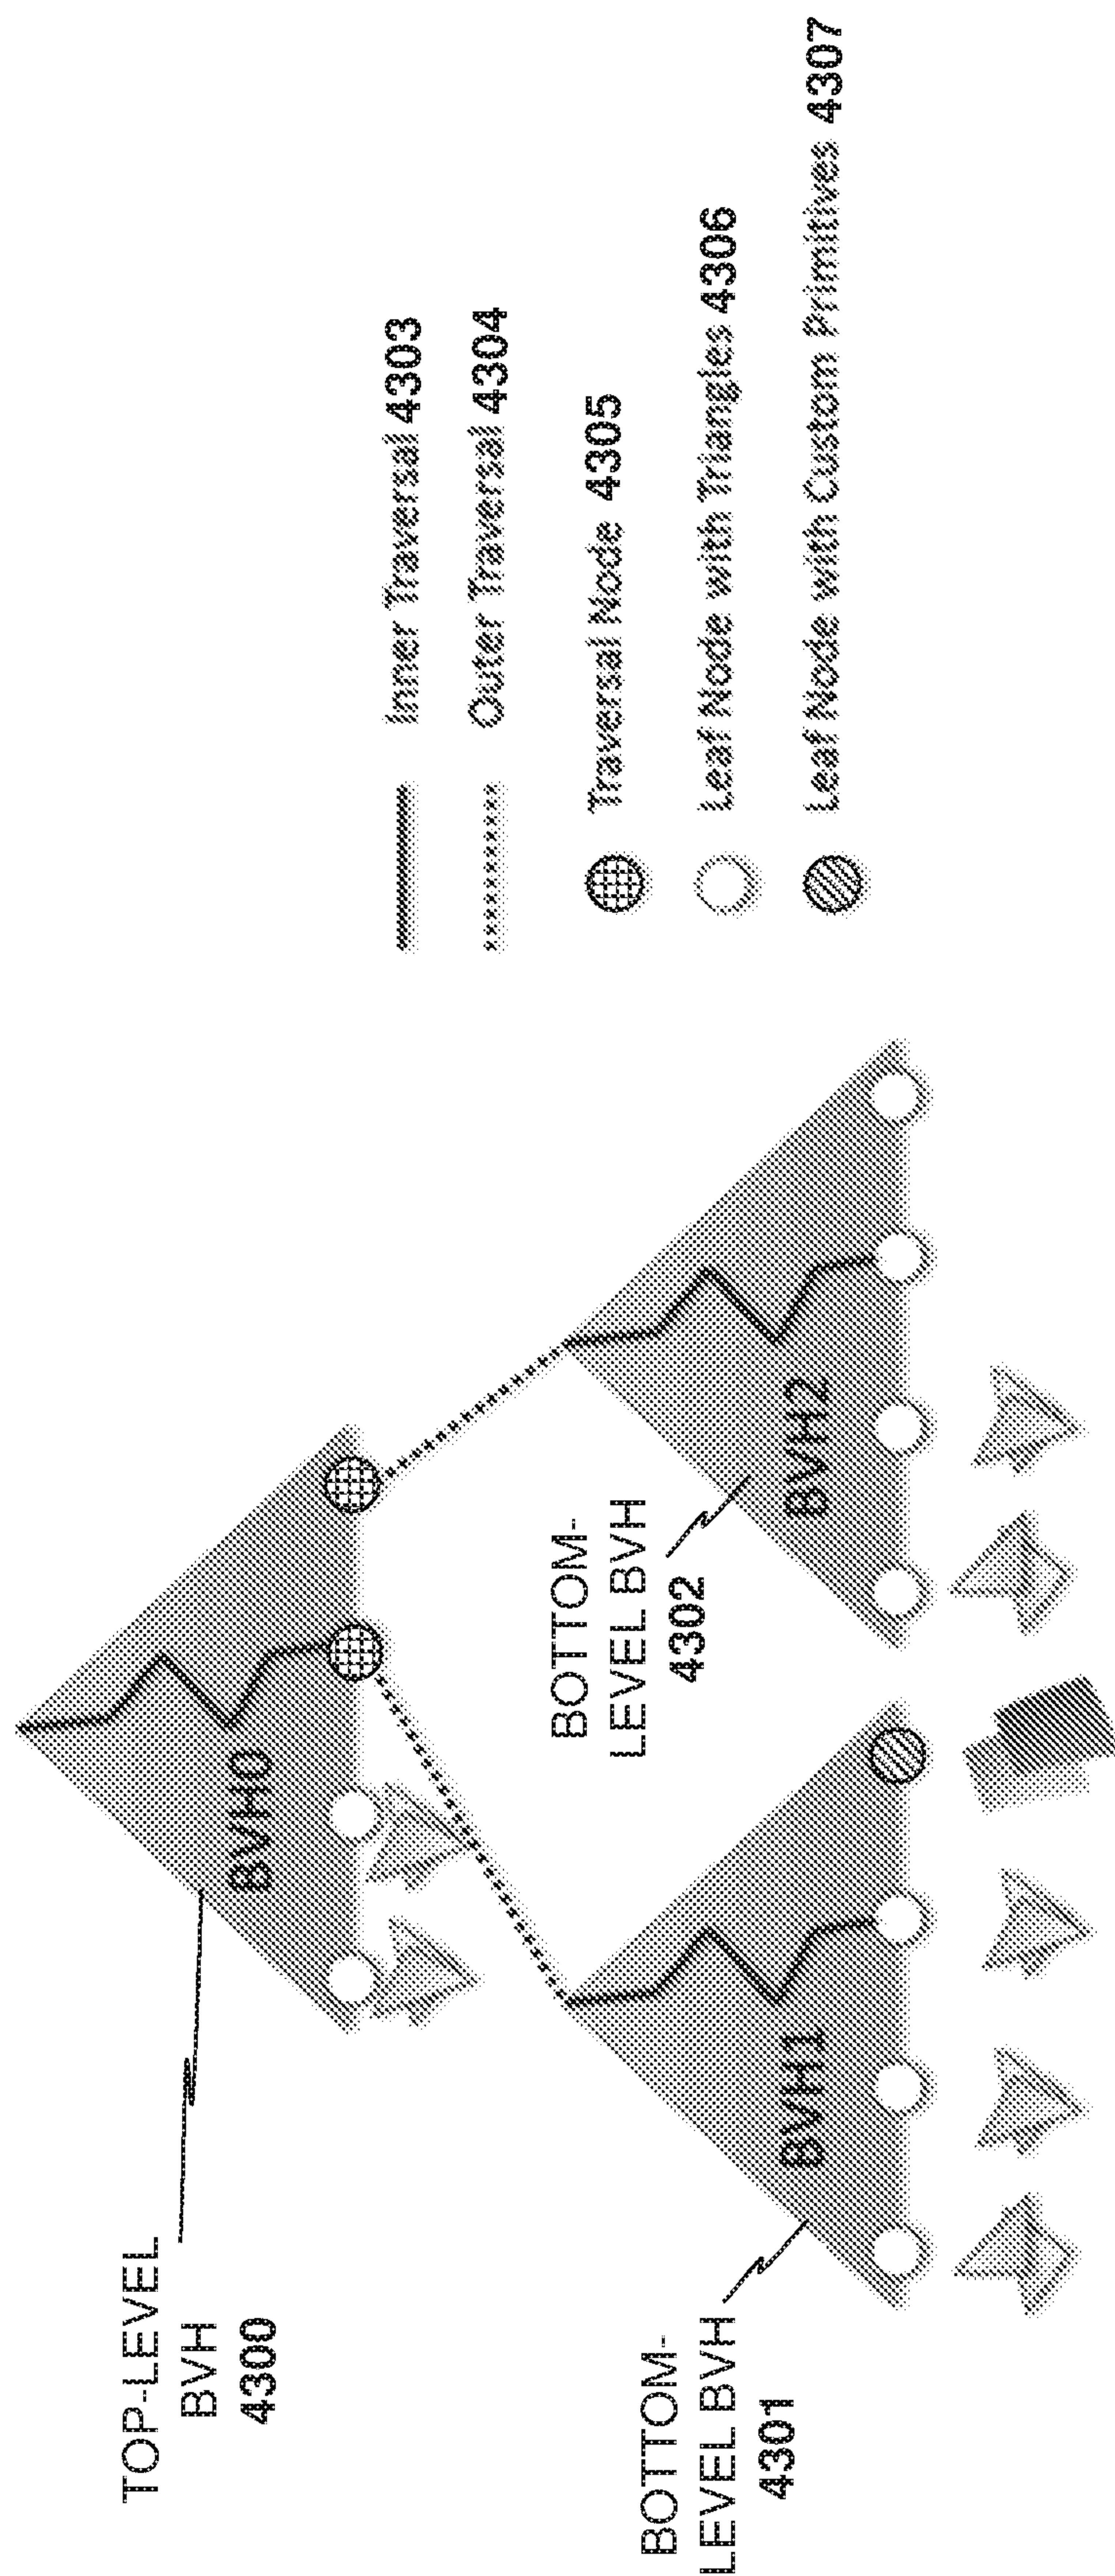 TOP-LEVEL
BVH
4300
BVH0
BOTTOM-
LEVEL BVH
4301
BVH1
BOTTOM-
LEVEL BVH
4302
BVH2
Inner Traversal 4303
Outer Traversal 4304
Traversal Node 4305
Leaf Node with Triangles 4306
Leaf Node with Custom Primitives 4307